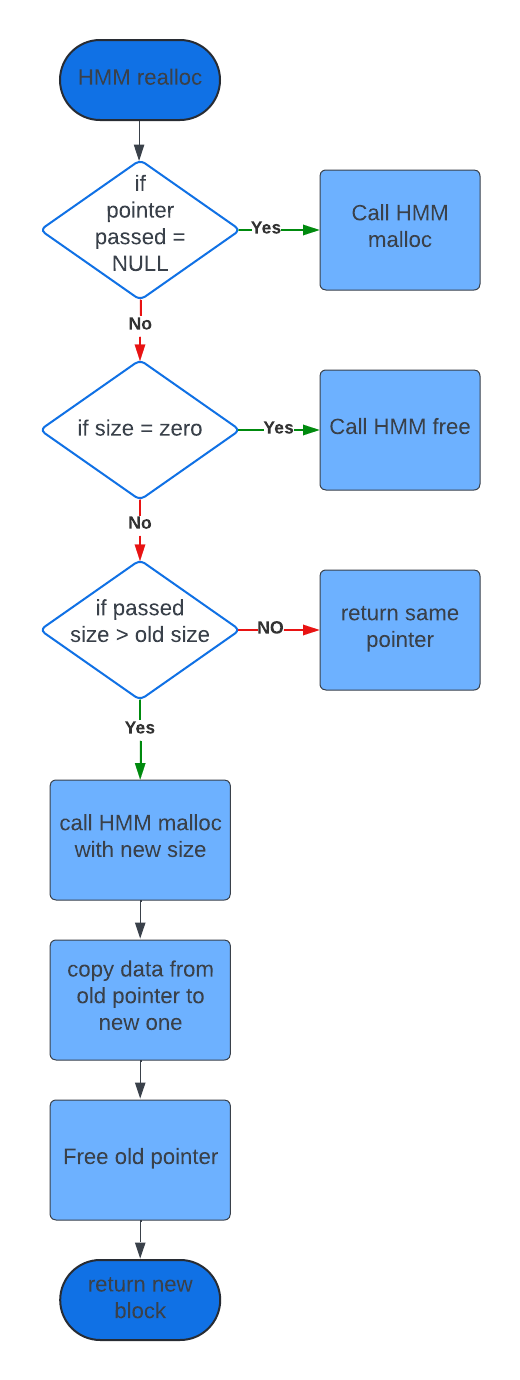 HMM realloc
if
pointer
passed =
NULL
Yes
Call HMM
malloc
No
if size = zero
Yes
Call HMM free
No
if passed
size > old size
NO
return same
pointer
Yes
call HMM malloc
with new size
copy data from
old pointer to
new one
Free old pointer
return new
block